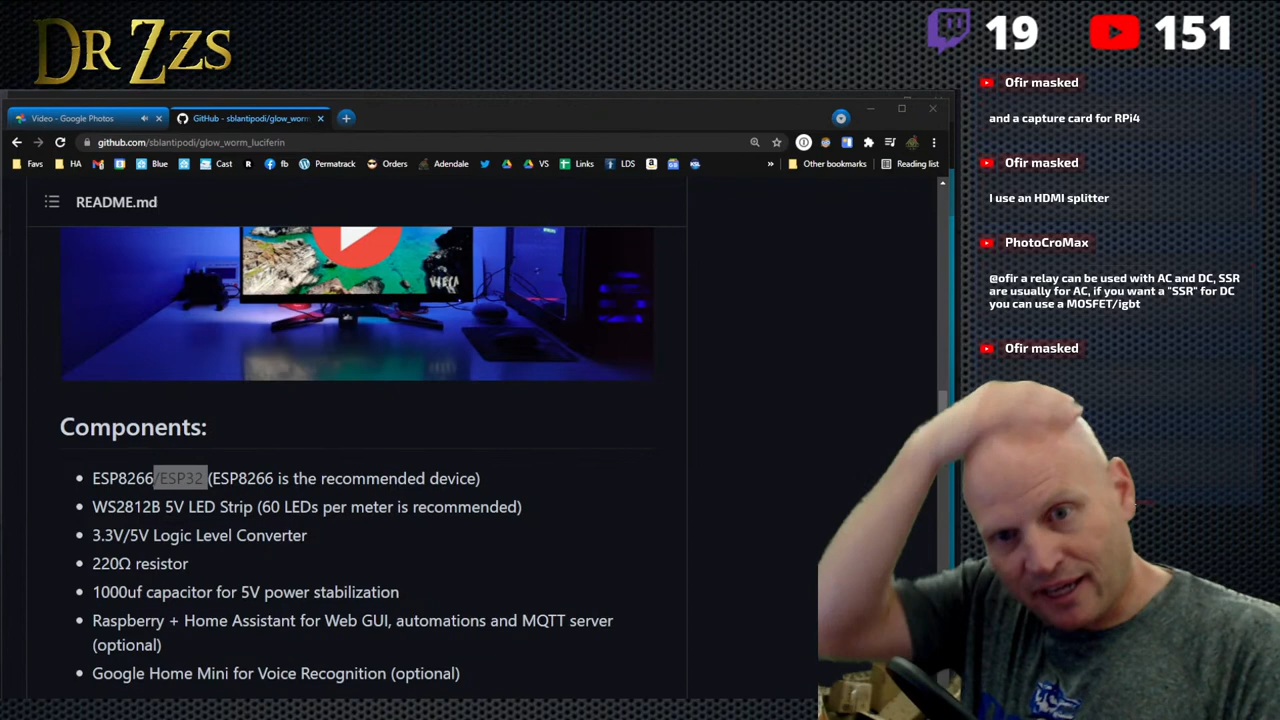 DR ZZS
19
151
Video - Google Photos
GitHub - sblantipodi/glow_worm_
github.com/sblantipodi/glow_worm_luciferin
Favs
HA
Blue
Cast
R
fb
Permatrack
Orders
Adendale
VS
Links
LDS
Other bookmarks
Reading list
README.md
Components:
ESP8266/ESP32 (ESP8266 is the recommended device)
WS2812B 5V LED Strip (60 LEDs per meter is recommended)
3.3V/5V Logic Level Converter
220Ω resistor
1000uf capacitor for 5V power stabilization
Raspberry + Home Assistant for Web GUI, automations and MQTT server
(optional)
Google Home Mini for Voice Recognition (optional)
Ofir masked
and a capture card for RPi4
Ofir masked
I use an HDMI splitter
PhotoCroMax
@ofir a relay can be used with AC and DC, SSR
are usually for AC, if you want a "SSR" for DC
you can use a MOSFET/igbt
Ofir masked